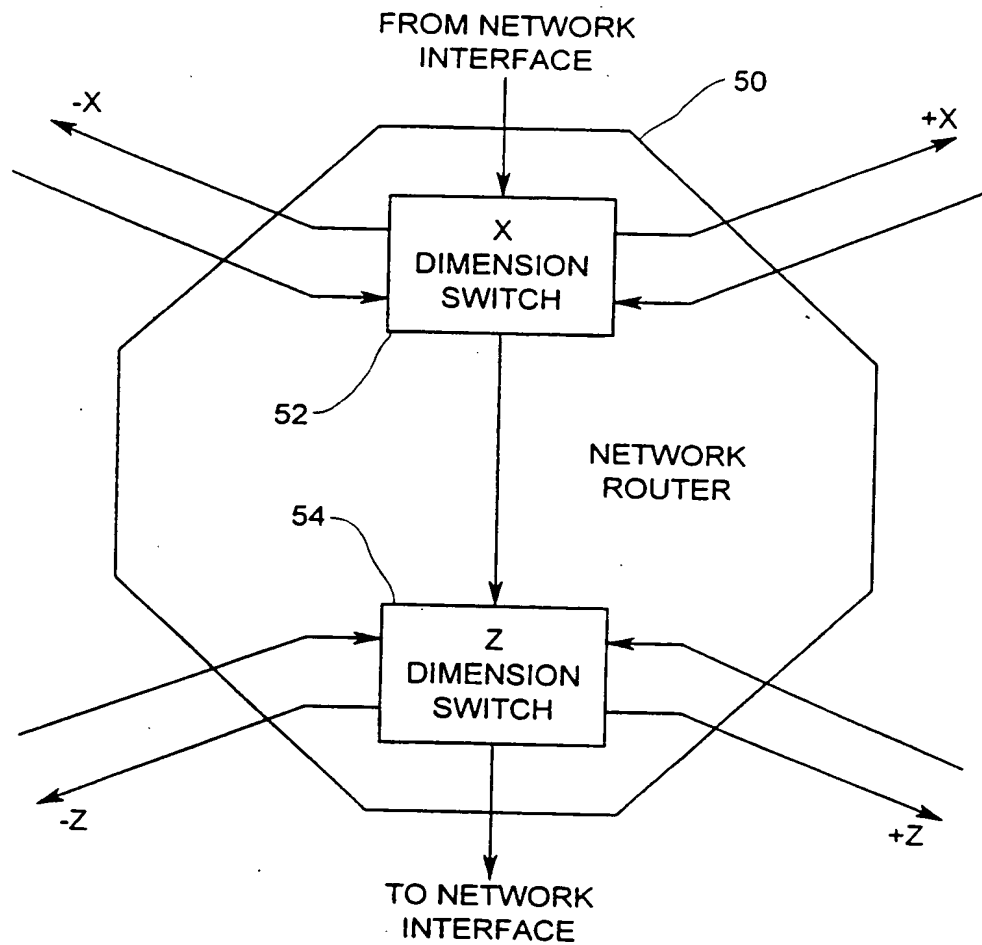 FROM NETWORK
INTERFACE
50
-X
+X
X
DIMENSION
SWITCH
52
NETWORK
ROUTER
54
Z
DIMENSION
SWITCH
-Z
+Z
TO NETWORK
INTERFACE